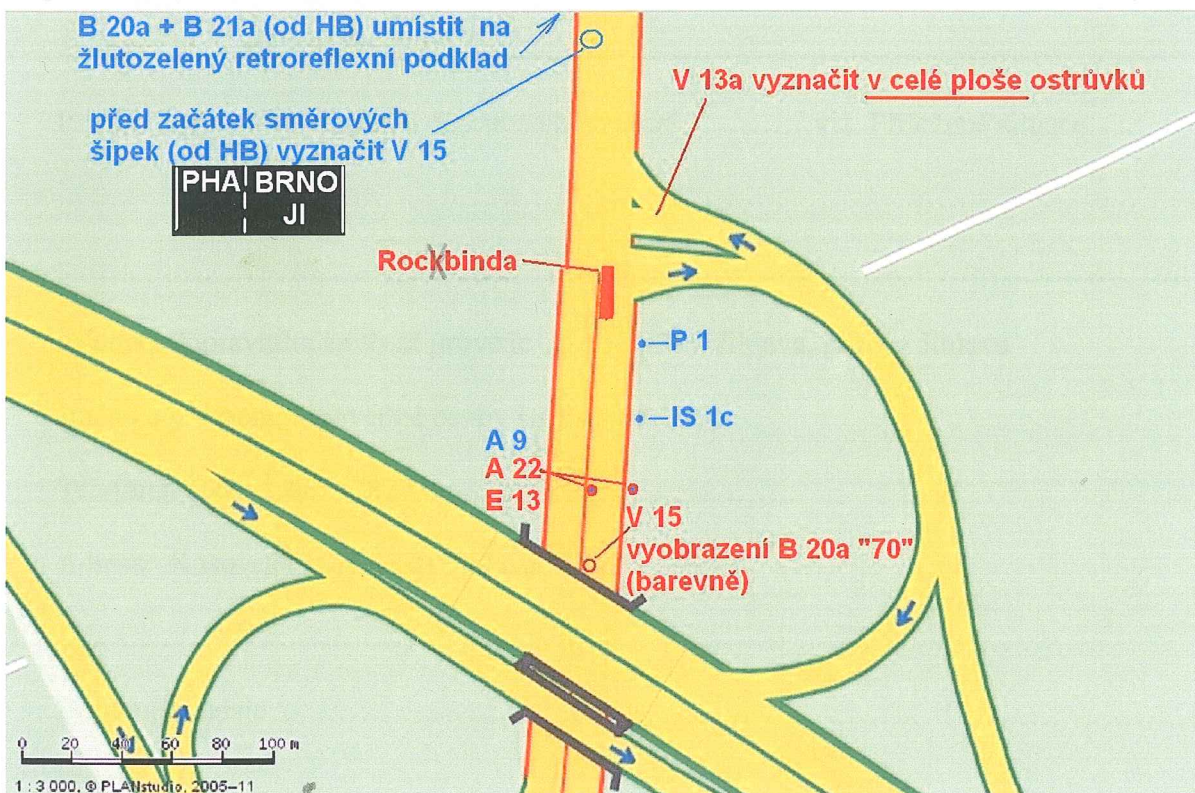 B 20a + B 21a (od HB) umístit na
žlutozelený retroreflexní podklad
V 13a vyznačit v celé ploše ostrůvků
před začátek směrových
šipek (od HB) vyznačit V 15
PHA BRNO
JI
Rockbinda
P 1
IS 1c
A 9
A 22
E 13
V 15
vyobrazení B 20a "70"
(barevně)
0 20 40 60 80 100 m
1 : 3 000, © PLANstudio, 2005–11